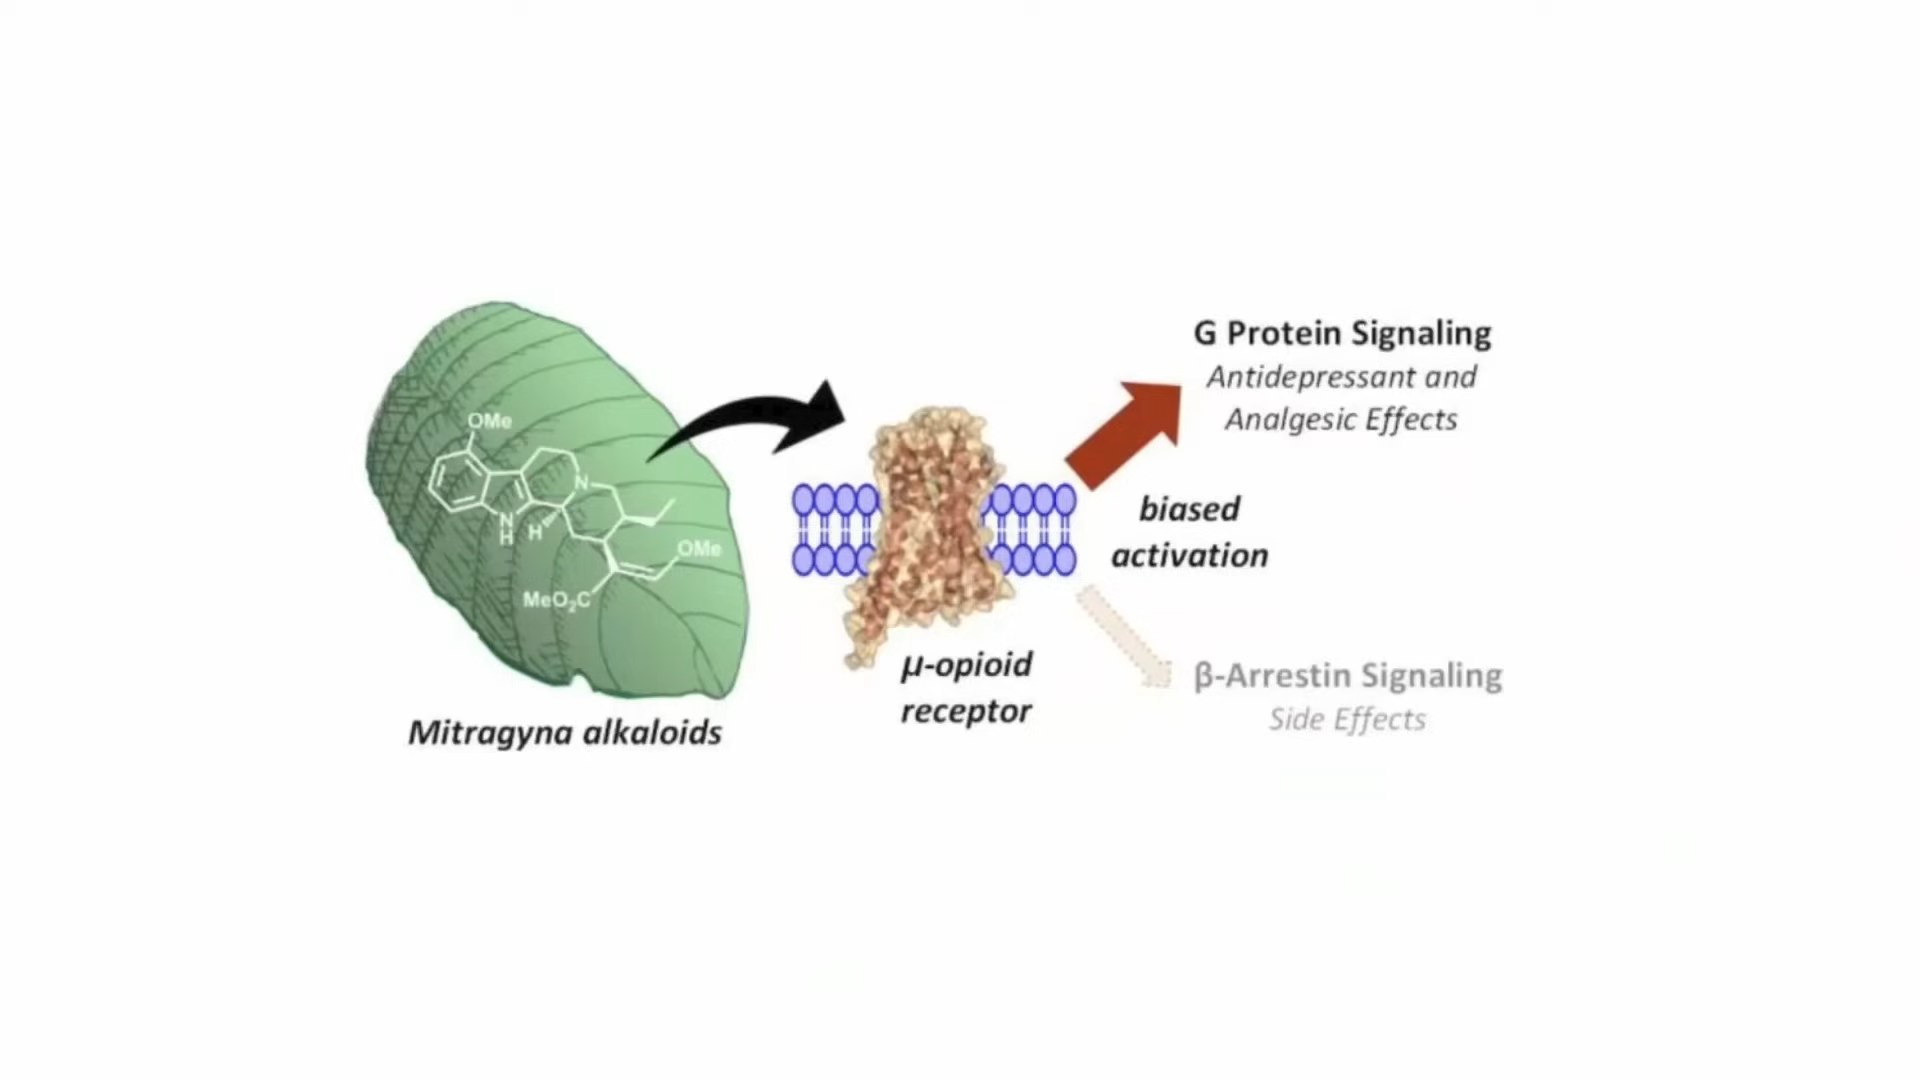 OMe
N
N
H
H
OMe
MeO₂C
Mitragyna alkaloids
μ-opioid
receptor
G Protein Signaling
Antidepressant and
Analgesic Effects
biased
activation
β-Arrestin Signaling
Side Effects